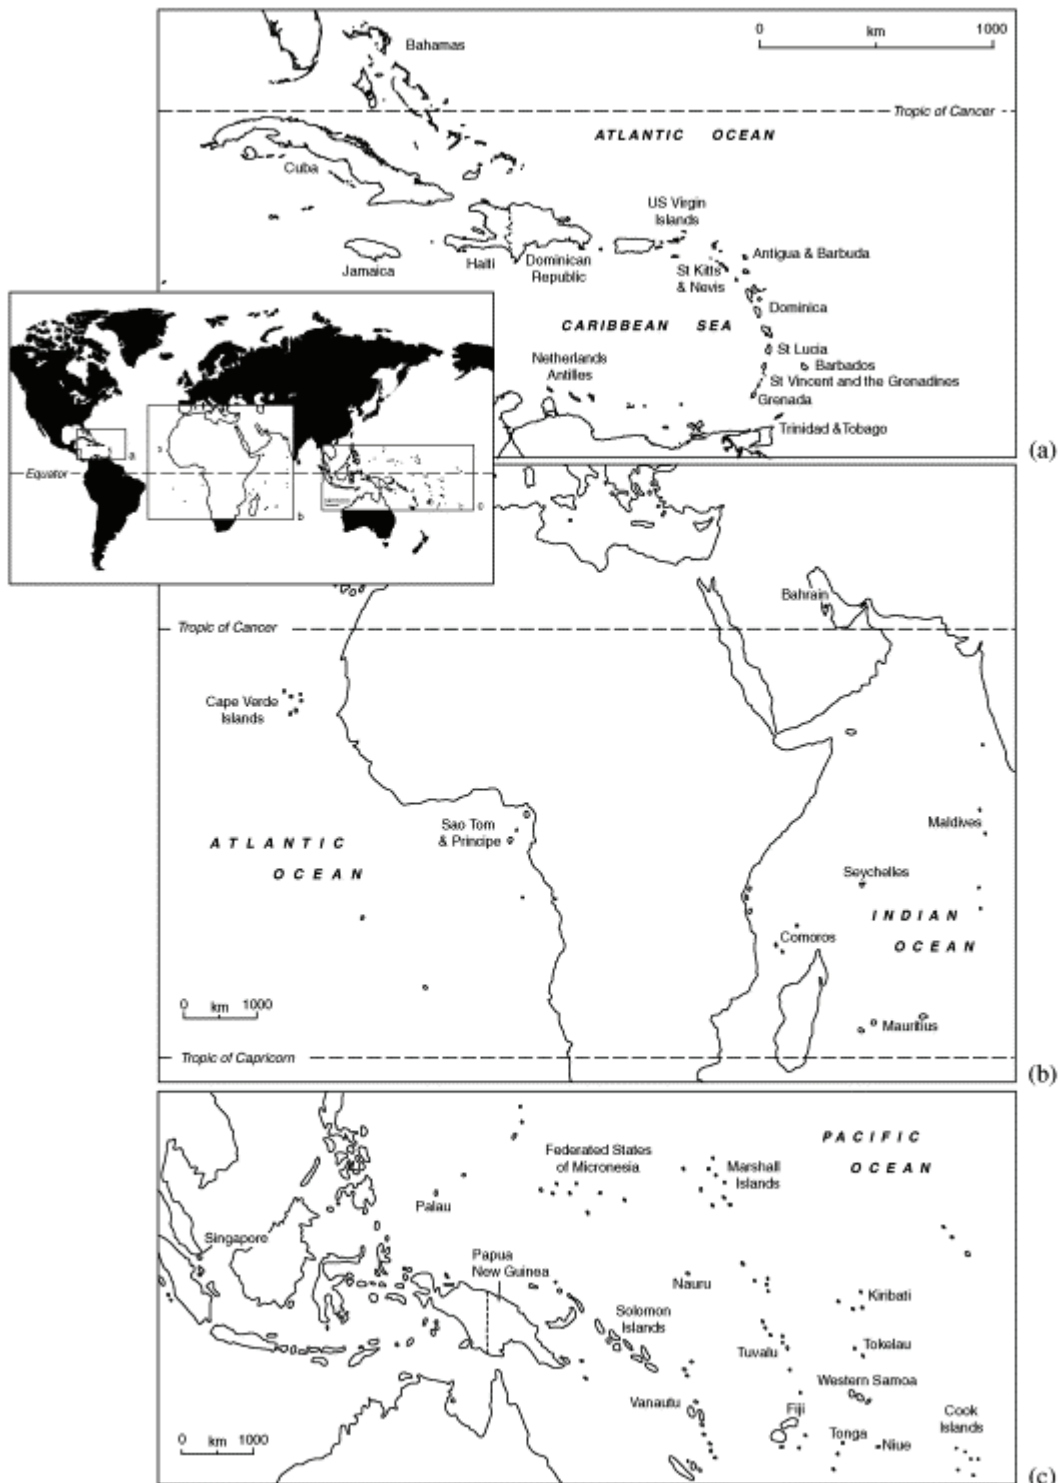 Bahamas
0 1000
km
Tropic of Cancer
ATLANTIC OCEAN
Cuba
US Virgin
Islands
Jamaica
Haiti
Dominican
Republic
St Kitts
& Nevis
Antigua & Barbuda
Dominica
CARIBBEAN SEA
Netherlands
Antilles
St Lucia
Barbados
St Vincent and the Grenadines
Grenada
Trinidad & Tobago
(a)
Equator
a
b
c
Bahrain
Tropic of Cancer
Cape Verde
Islands
Sao Tom
& Principe
ATLANTIC
OCEAN
Maldives
Seychelles
INDIAN
OCEAN
Comoros
0 km 1000
Mauritius
Tropic of Capricorn
(b)
PACIFIC
OCEAN
Federated States
of Micronesia
Marshall
Islands
Palau
Singapore
Papua
New Guinea
Nauru
Kiribati
Solomon
Islands
Tuvalu
Tokelau
Western Samoa
Vanautu
Fiji
Cook
Islands
Tonga
Niue
0 km 1000
(c)